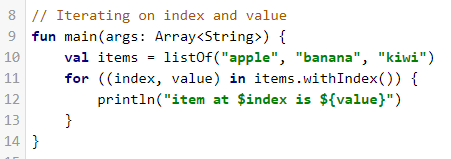 8 // Iterating on index and value
9 fun main(args: Array<String>) {
10     val items = listOf("apple", "banana", "kiwi")
11     for ((index, value) in items.withIndex()) {
12         println("item at $index is ${value}")
13     }
14 }